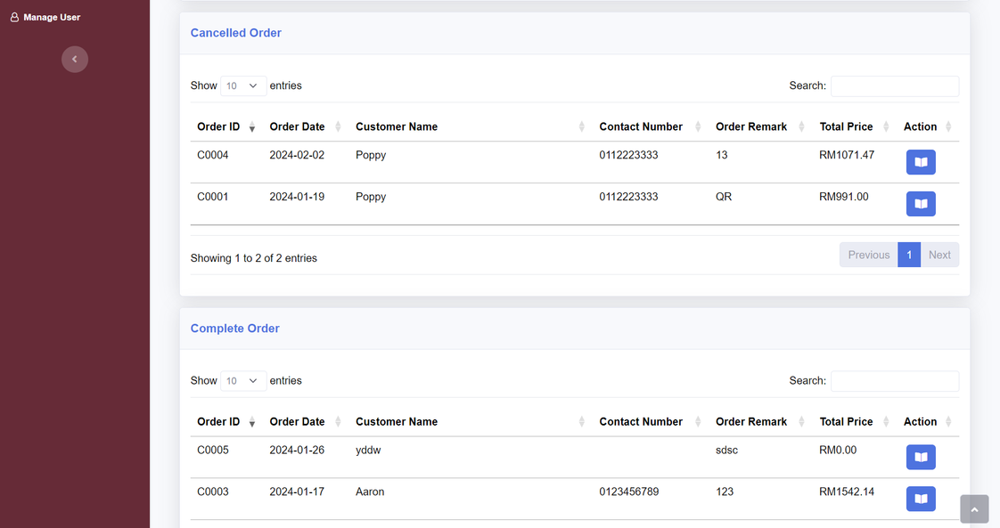 Manage User
Cancelled Order
Show 10 entries Search:
Order ID Order Date Customer Name Contact Number Order Remark Total Price Action
C0004 2024-02-02 Poppy 0112223333 13 RM1071.47
C0001 2024-01-19 Poppy 0112223333 QR RM991.00
Showing 1 to 2 of 2 entries Previous 1 Next
Complete Order
Show 10 entries Search:
Order ID Order Date Customer Name Contact Number Order Remark Total Price Action
C0005 2024-01-26 yddw sdsc RM0.00
C0003 2024-01-17 Aaron 0123456789 123 RM1542.14